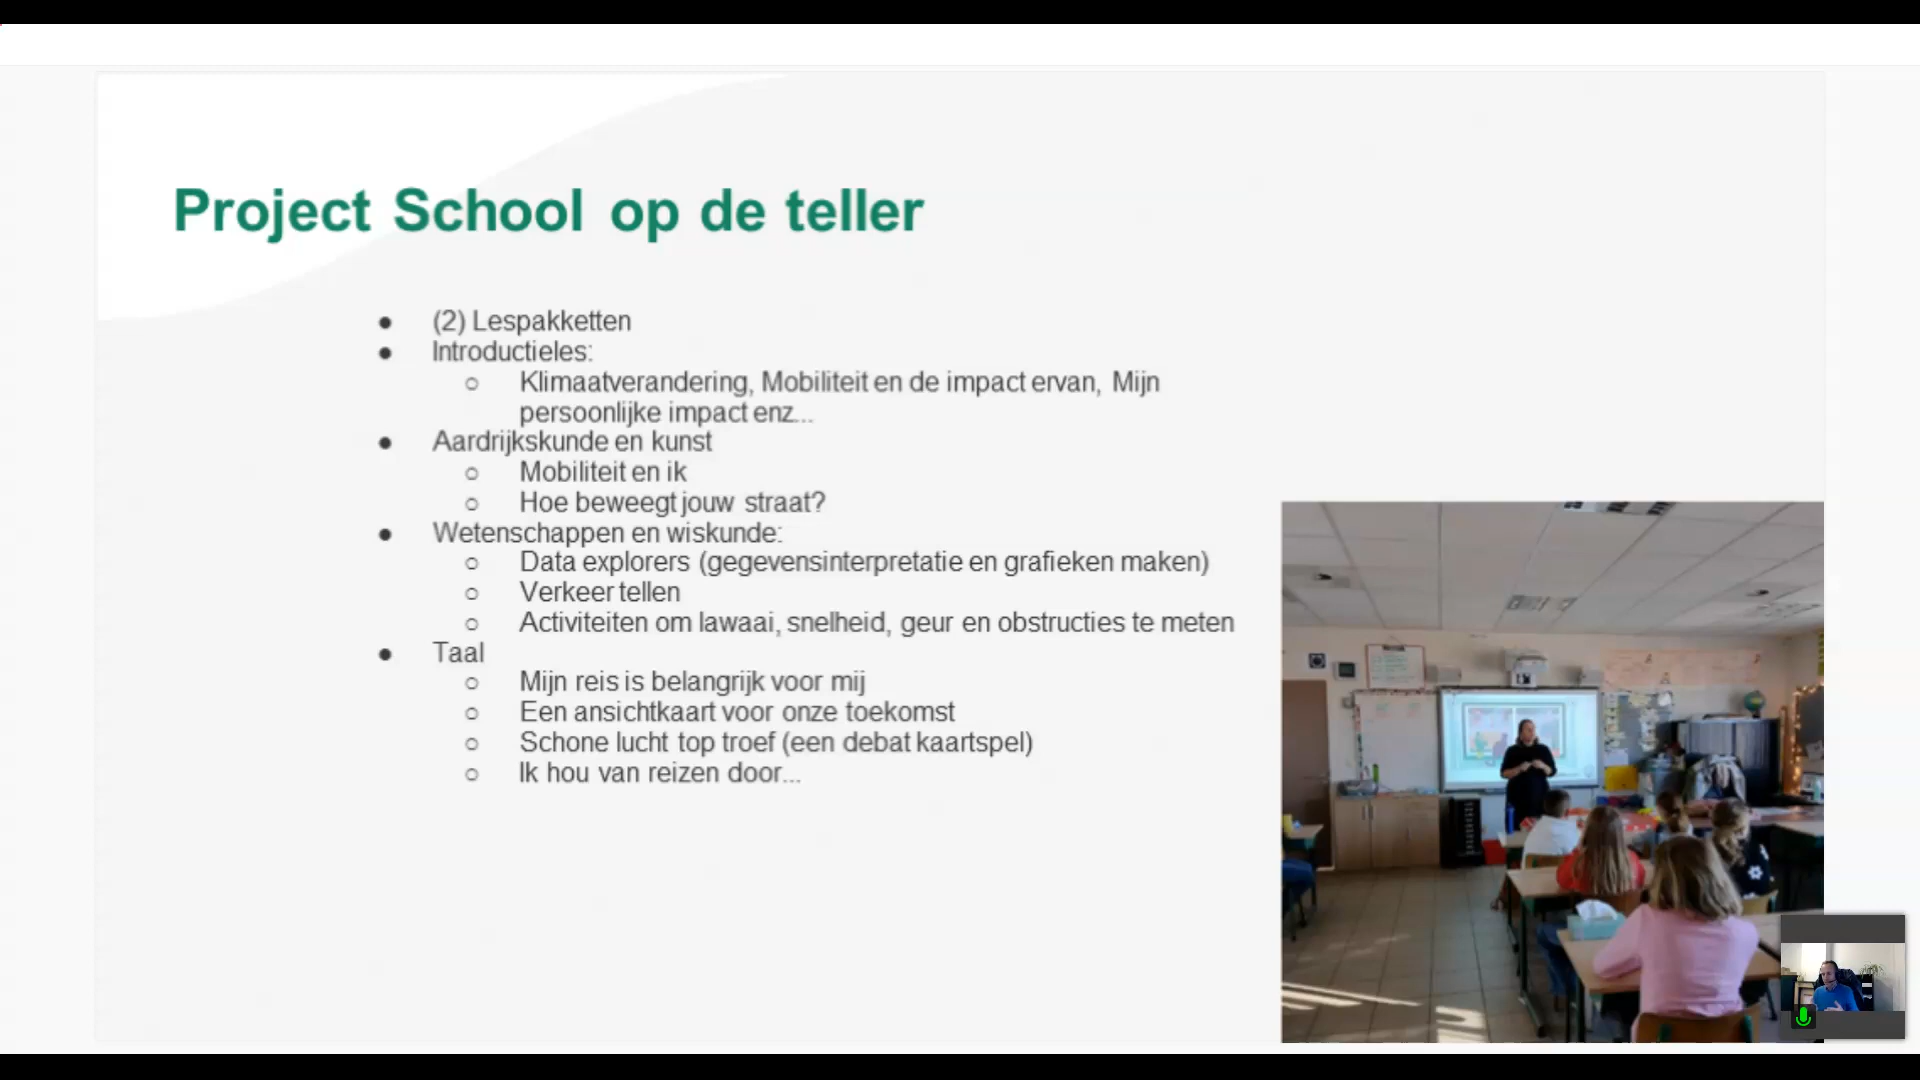 Project School op de teller
● (2) Lespakketten
● Introductieles:
○ Klimaatverandering, Mobiliteit en de impact ervan, Mijn
persoonlijke impact enz...
● Aardrijkskunde en kunst
○ Mobiliteit en ik
○ Hoe beweegt jouw straat?
● Wetenschappen en wiskunde:
○ Data explorers (gegevensinterpretatie en grafieken maken)
○ Verkeer tellen
○ Activiteiten om lawaai, snelheid, geur en obstructies te meten
● Taal
○ Mijn reis is belangrijk voor mij
○ Een ansichtkaart voor onze toekomst
○ Schone lucht top troef (een debat kaartspel)
○ Ik hou van reizen door...